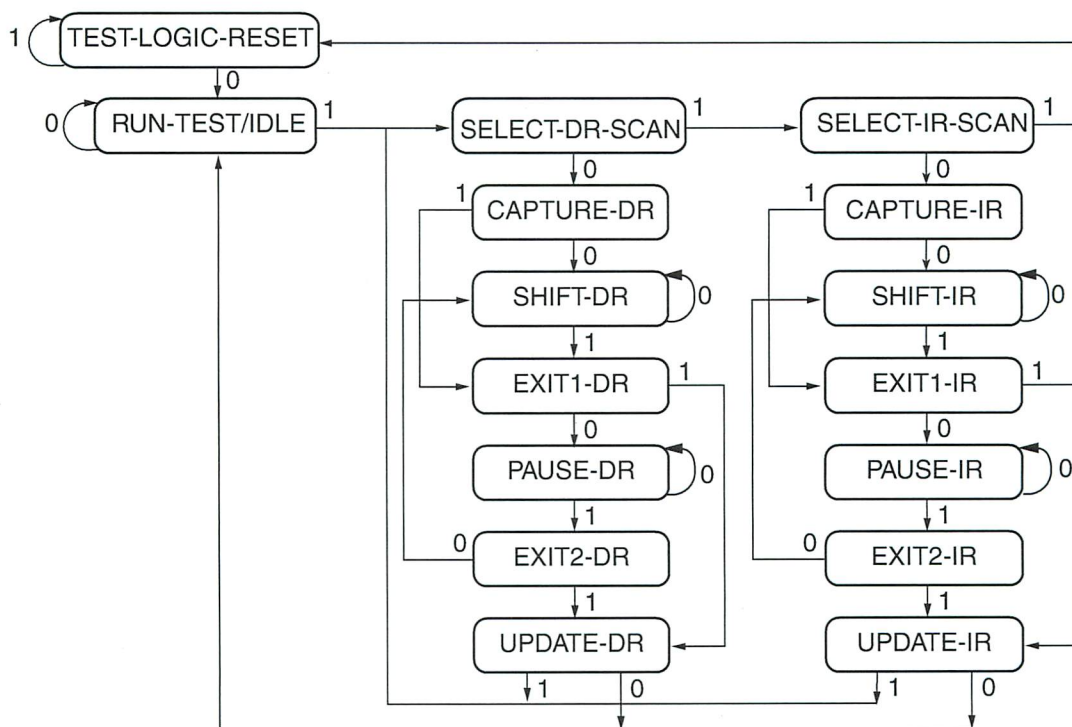 1 TEST-LOGIC-RESET
0
0 RUN-TEST/IDLE 1
SELECT-DR-SCAN 1
SELECT-IR-SCAN 1
0
0
1 CAPTURE-DR
1 CAPTURE-IR
0
0
SHIFT-DR 0
SHIFT-IR 0
1
1
EXIT1-DR 1
EXIT1-IR 1
0
0
PAUSE-DR 0
PAUSE-IR 0
1
1
0 EXIT2-DR
0 EXIT2-IR
1
1
UPDATE-DR
UPDATE-IR
1 0
1 0